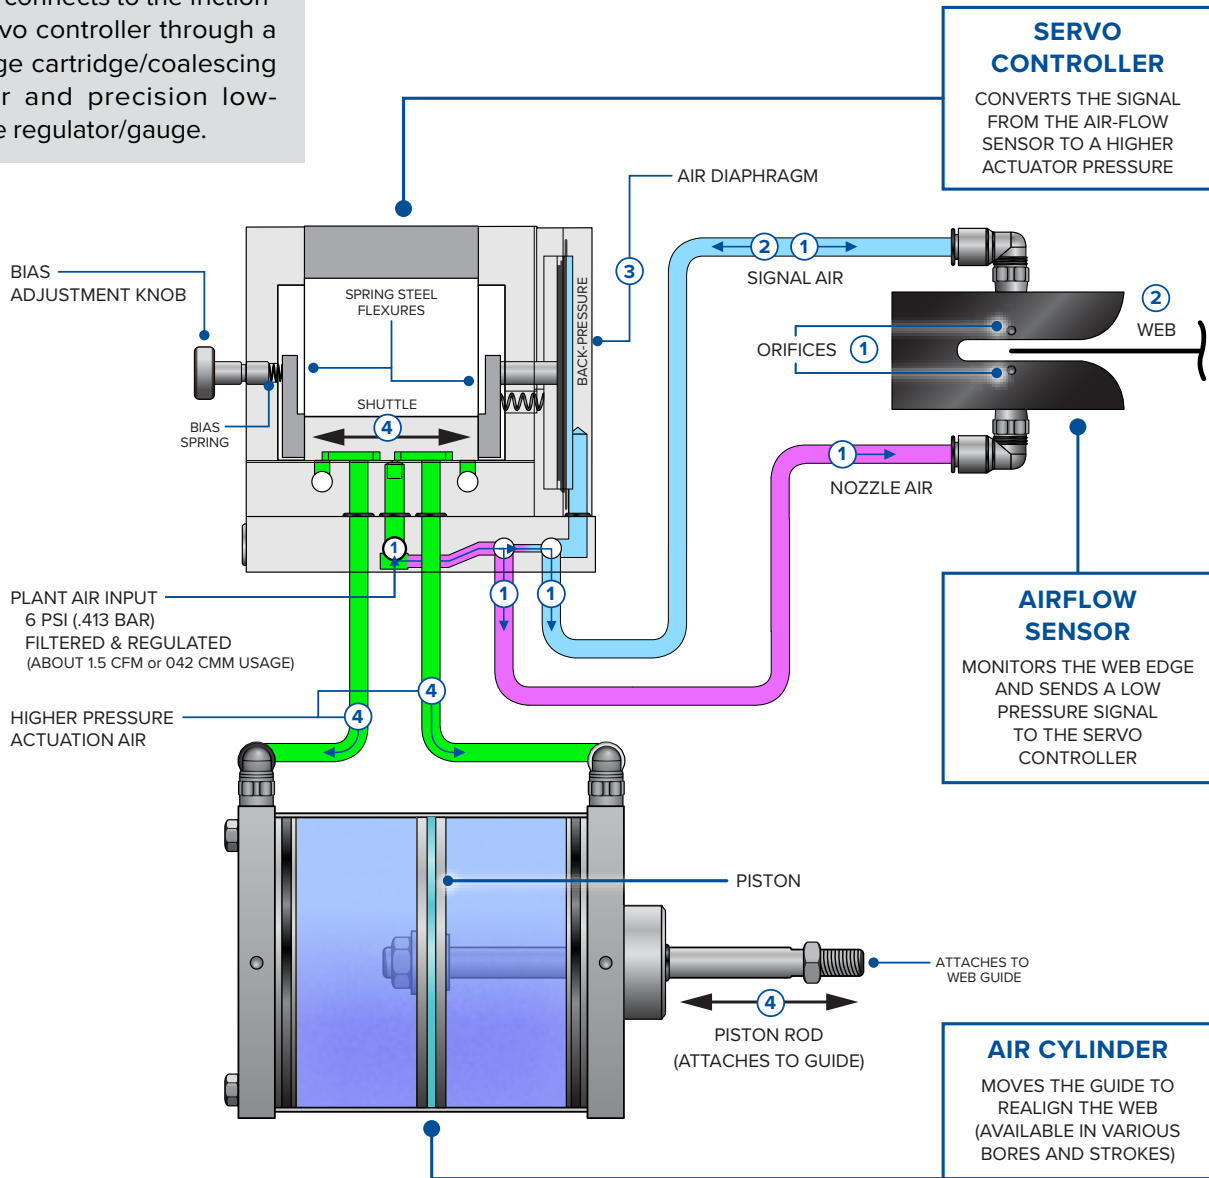 connects to the friction
vo controller through a
ge cartridge/coalescing
r and precision low-
e regulator/gauge.
SERVO
CONTROLLER
CONVERTS THE SIGNAL
FROM THE AIR-FLOW
SENSOR TO A HIGHER
ACTUATOR PRESSURE
AIR DIAPHRAGM
3
2 1
SIGNAL AIR
BIAS
ADJUSTMENT KNOB
SPRING STEEL
FLEXURES
BACK-PRESSURE
2
WEB
ORIFICES 1
SHUTTLE
4
BIAS
SPRING
1
NOZZLE AIR
1
1 1
PLANT AIR INPUT
6 PSI (.413 BAR)
FILTERED & REGULATED
(ABOUT 1.5 CFM or 042 CMM USAGE)
AIRFLOW
SENSOR
MONITORS THE WEB EDGE
AND SENDS A LOW
PRESSURE SIGNAL
TO THE SERVO
CONTROLLER
4
4
HIGHER PRESSURE
ACTUATION AIR
PISTON
ATTACHES TO
WEB GUIDE
4
PISTON ROD
(ATTACHES TO GUIDE)
AIR CYLINDER
MOVES THE GUIDE TO
REALIGN THE WEB
(AVAILABLE IN VARIOUS
BORES AND STROKES)